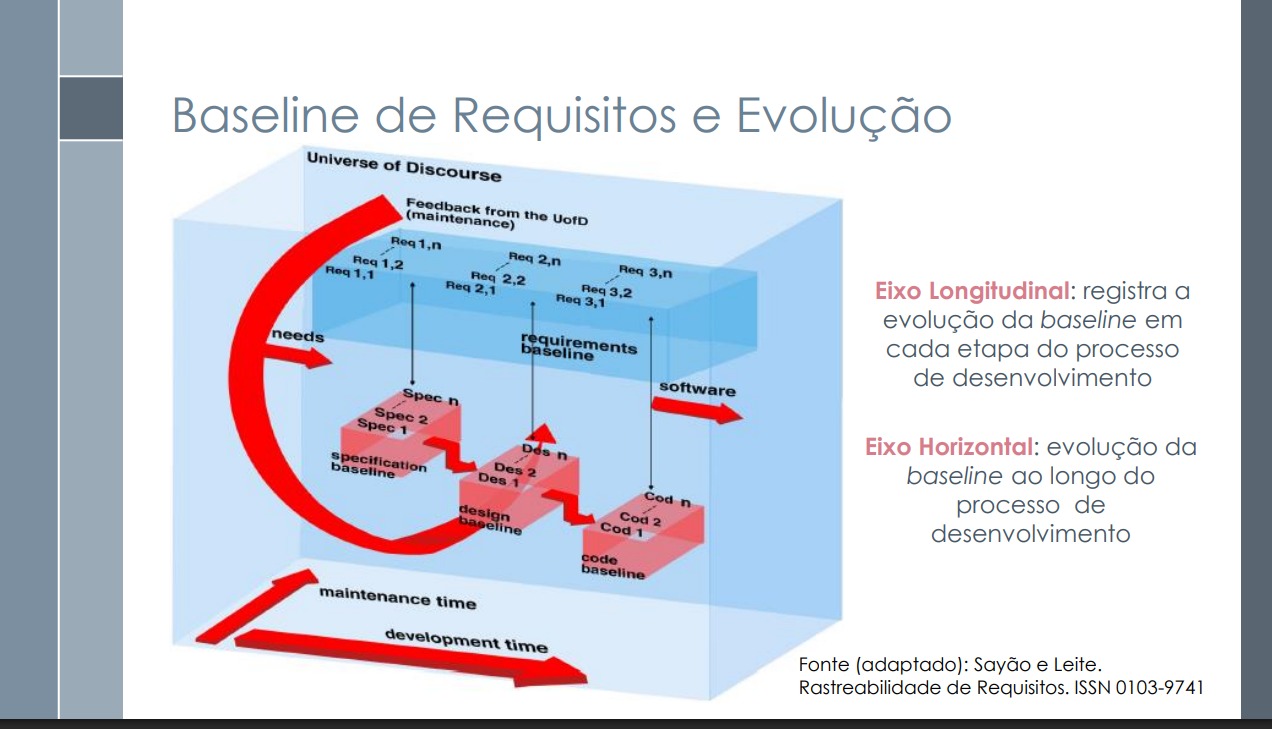 Baseline de Requisitos e Evolução
Universe of Discourse
Feedback from the UofD
(maintenance)
Req 1,n
Req 1,2
Req 1,1
Req 2,n
Req 2,2
Req 2,1
Req 3,n
Req 3,2
Req 3,1
needs
requirements
baseline
software
Spec n
Spec 2
Spec 1
specification
baseline
Des n
Des 2
Des 1
design
baseline
Cod n
Cod 2
Cod 1
code
baseline
maintenance time
development time
Eixo Longitudinal: registra a
evolução da baseline em
cada etapa do processo
de desenvolvimento
Eixo Horizontal: evolução da
baseline ao longo do
processo de
desenvolvimento
Fonte (adaptado): Sayão e Leite.
Rastreabilidade de Requisitos. ISSN 0103-9741